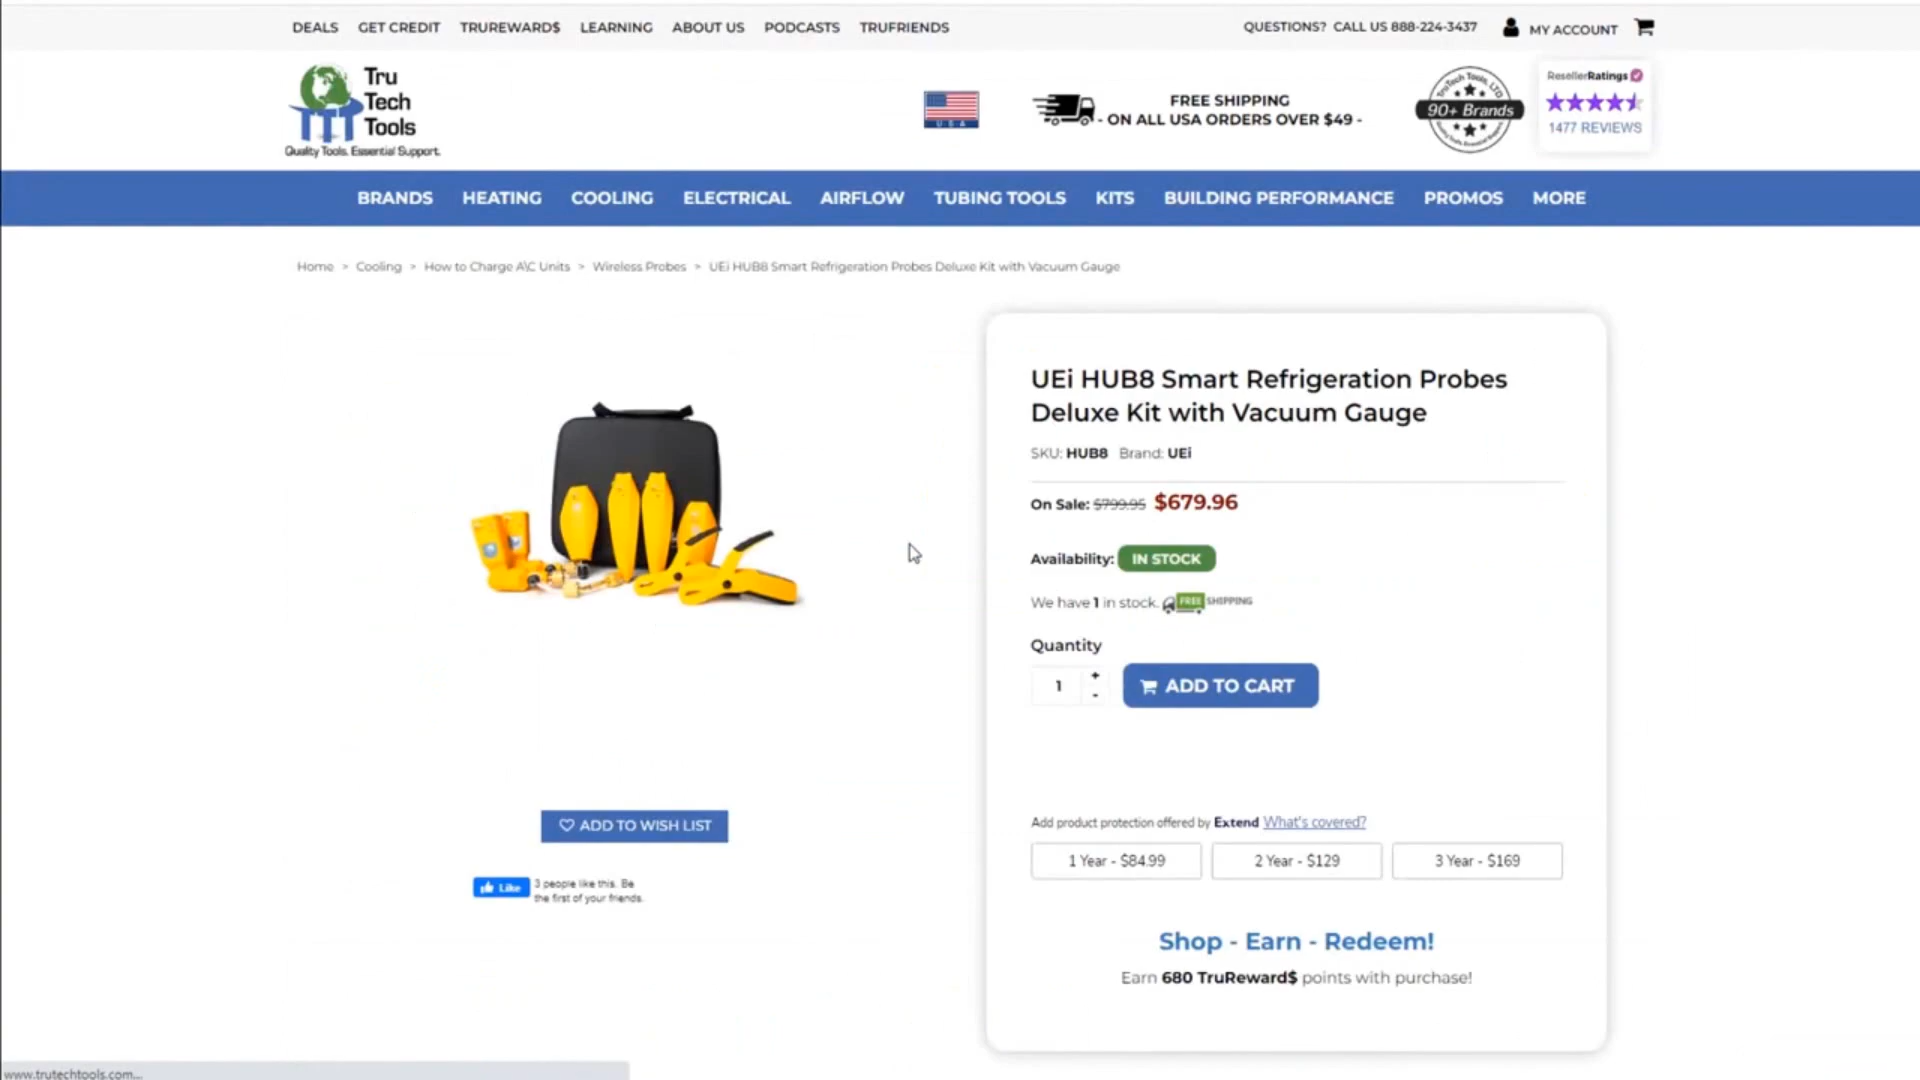 DEALS GET CREDIT TRUREWARD$ LEARNING ABOUT US PODCASTS TRUFRIENDS QUESTIONS? CALL US 888-224-3437 MY ACCOUNT
Tru
Tech
Tools
Quality Tools. Essential Support.
USA
FREE SHIPPING
- ON ALL USA ORDERS OVER $49 -
TruTech Tools, LTD
90+ Brands
ResellerRatings
1477 REVIEWS
BRANDS HEATING COOLING ELECTRICAL AIRFLOW TUBING TOOLS KITS BUILDING PERFORMANCE PROMOS MORE
Home > Cooling > How to Charge A\C Units > Wireless Probes > UEi HUB8 Smart Refrigeration Probes Deluxe Kit with Vacuum Gauge
UEi HUB8 Smart Refrigeration Probes
Deluxe Kit with Vacuum Gauge
SKU: HUB8 Brand: UEi
On Sale: $799.95 $679.96
Availability: IN STOCK
We have 1 in stock. FREE SHIPPING
Quantity
1 + -
ADD TO CART
ADD TO WISH LIST
Like 3 people like this. Be
the first of your friends.
Add product protection offered by Extend What's covered?
1 Year - $84.99 2 Year - $129 3 Year - $169
Shop - Earn - Redeem!
Earn 680 TruReward$ points with purchase!
www.trutechtools.com...